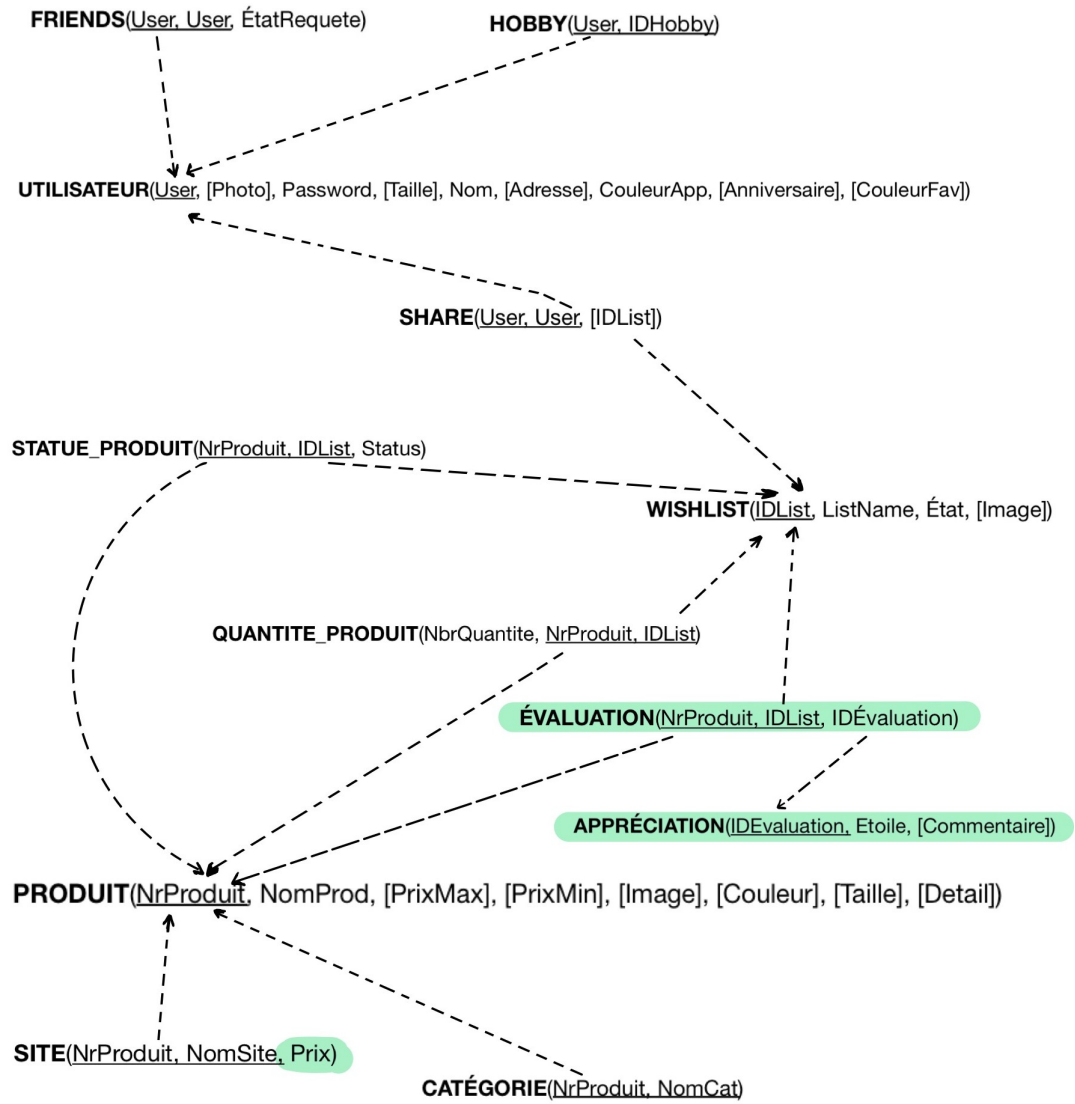 FRIENDS(User, User, ÉtatRequete)
HOBBY(User, IDHobby)
UTILISATEUR(User, [Photo], Password, [Taille], Nom, [Adresse], CouleurApp, [Anniversaire], [CouleurFav])
SHARE(User, User, [IDList])
STATUE_PRODUIT(NrProduit, IDList, Status)
WISHLIST(IDList, ListName, État, [Image])
QUANTITE_PRODUIT(NbrQuantite, NrProduit, IDList)
ÉVALUATION(NrProduit, IDList, IDÉvaluation)
APPRÉCIATION(IDEvaluation, Etoile, [Commentaire])
PRODUIT(NrProduit, NomProd, [PrixMax], [PrixMin], [Image], [Couleur], [Taille], [Detail])
SITE(NrProduit, NomSite, Prix)
CATÉGORIE(NrProduit, NomCat)